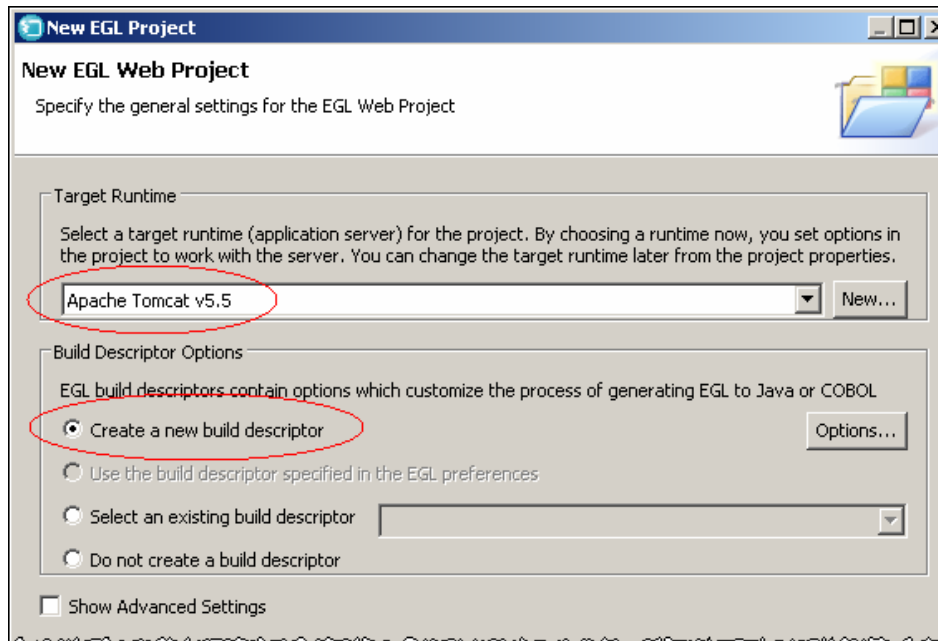 New EGL Project
New EGL Web Project
Specify the general settings for the EGL Web Project
Target Runtime
Select a target runtime (application server) for the project. By choosing a runtime now, you set options in
the project to work with the server. You can change the target runtime later from the project properties.
Apache Tomcat v5.5
New...
Build Descriptor Options
EGL build descriptors contain options which customize the process of generating EGL to Java or COBOL
Create a new build descriptor
Options...
Use the build descriptor specified in the EGL preferences
Select an existing build descriptor
Do not create a build descriptor
Show Advanced Settings